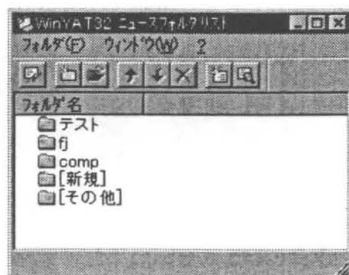 WinYAT32 ニュースフォルダリスト
フォルダ(F) ウィンドウ(W) ?
フォルダ名
テスト
fj
comp
[新規]
[その他]